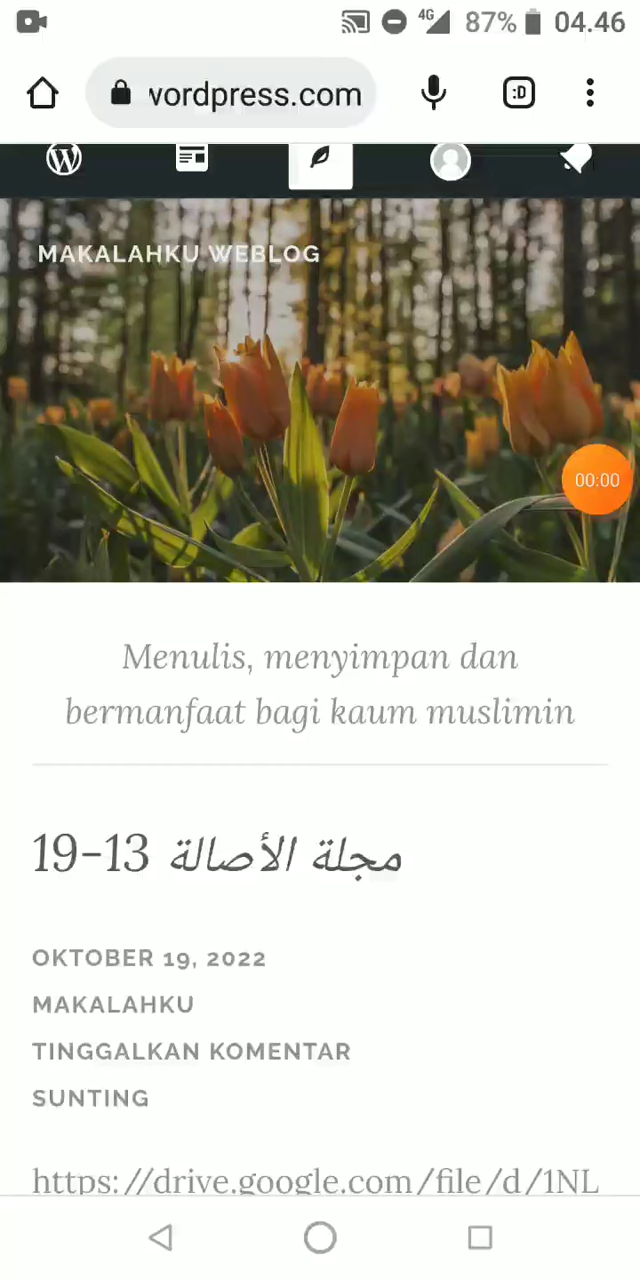 4G 87% 04.46
vordpress.com :D
MAKALAHKU WEBLOG
00:00
Menulis, menyimpan dan
bermanfaat bagi kaum muslimin
مجلة الأصالة 13-19
OKTOBER 19, 2022
MAKALAHKU
TINGGALKAN KOMENTAR
SUNTING
https://drive.google.com/file/d/1NL